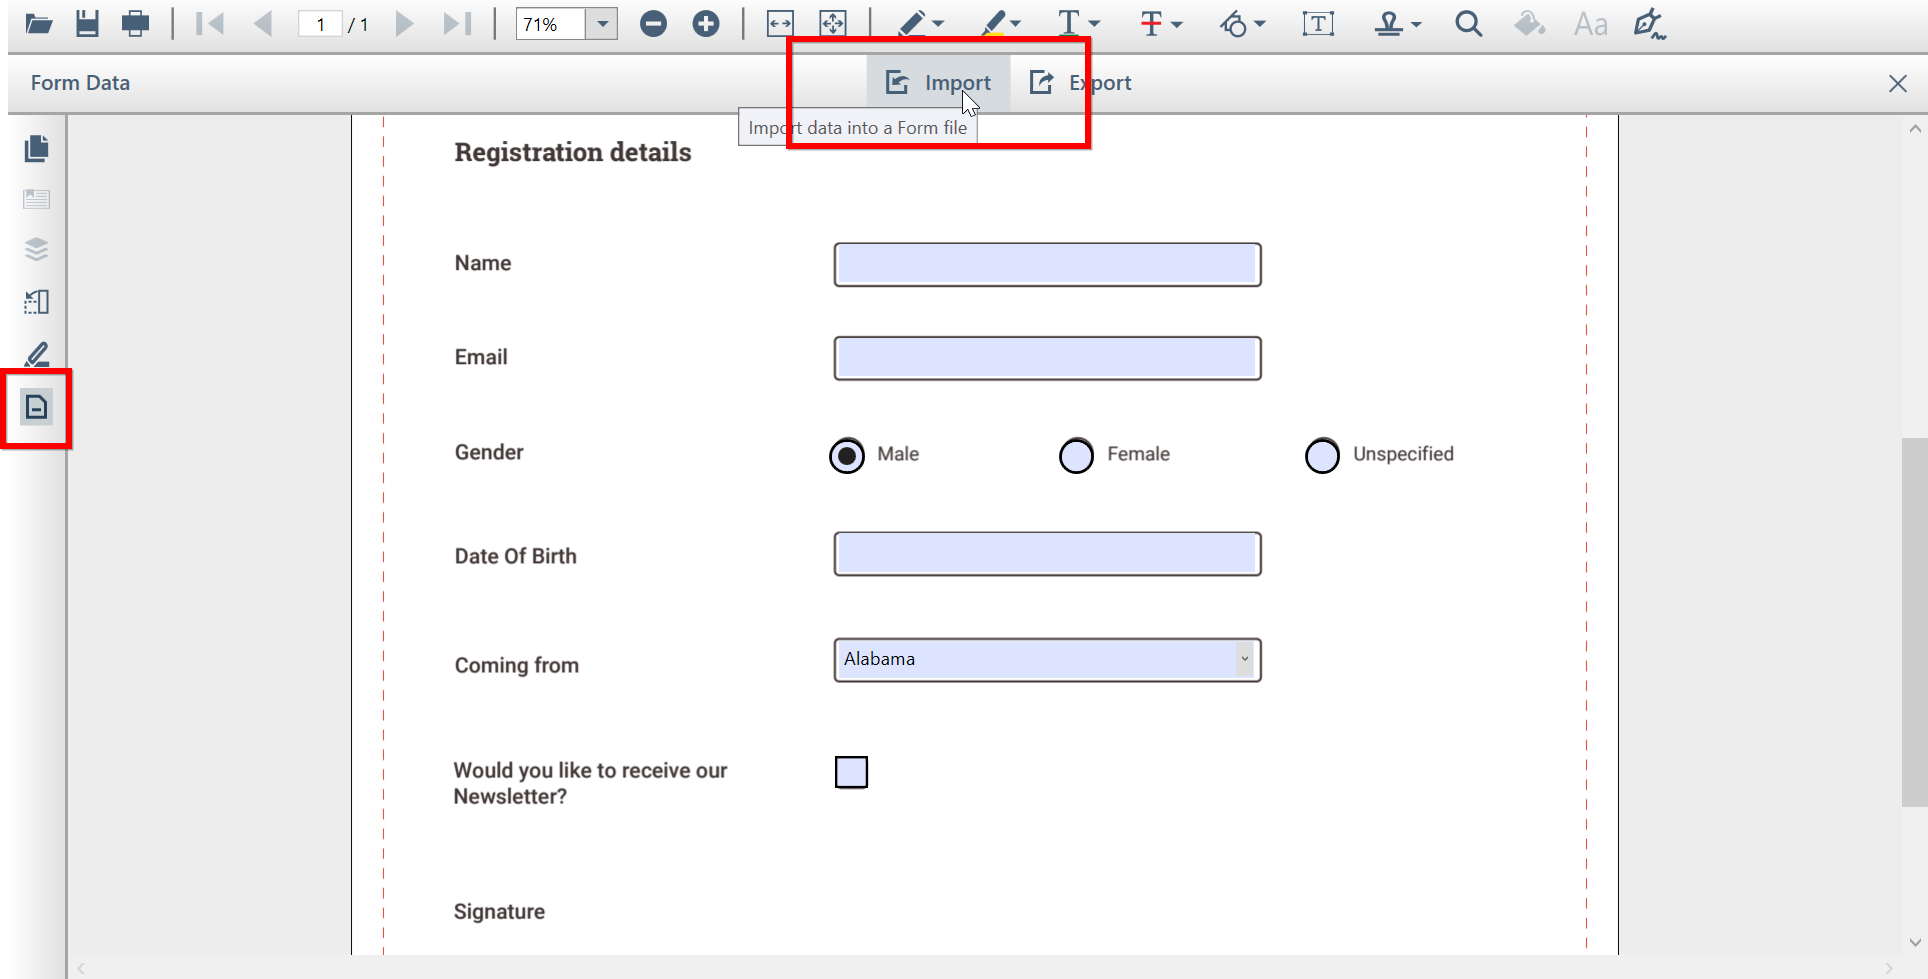 1 / 1
71%
T
T
T
Aa
Form Data
Import
Export
Import data into a Form file
Registration details
Name
Email
Gender
Male
Female
Unspecified
Date Of Birth
Coming from
Alabama
Would you like to receive our
Newsletter?
Signature